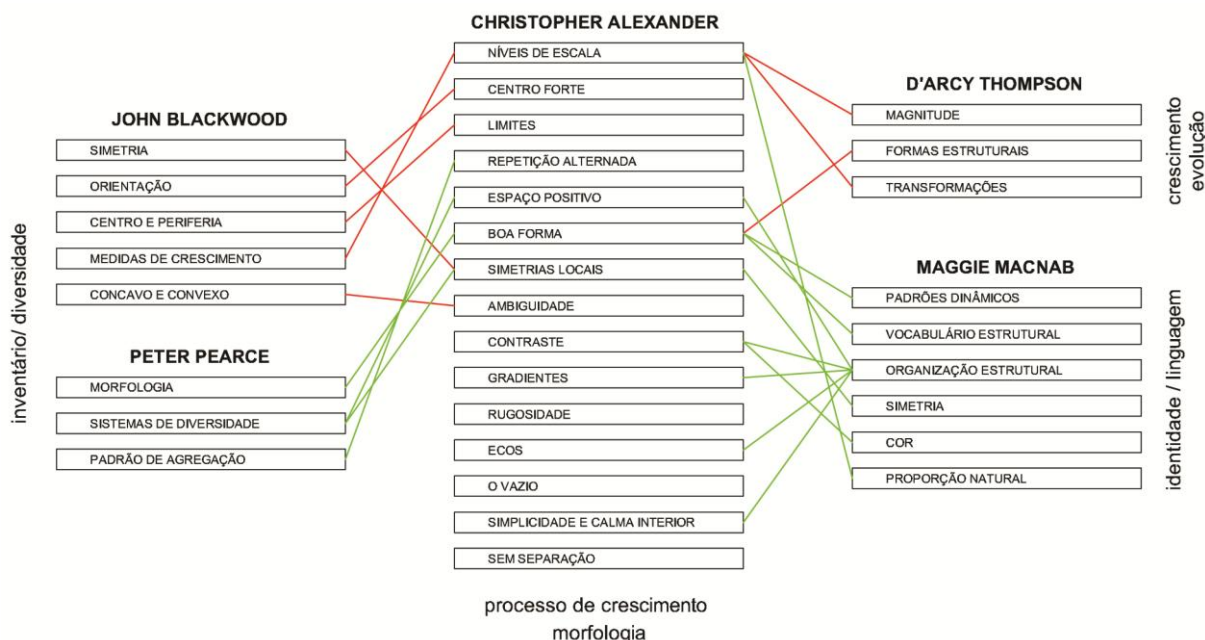 inventário/ diversidade
JOHN BLACKWOOD
SIMETRIA
ORIENTAÇÃO
CENTRO E PERIFERIA
MEDIDAS DE CRESCIMENTO
CONCAVO E CONVEXO
PETER PEARCE
MORFOLOGIA
SISTEMAS DE DIVERSIDADE
PADRÃO DE AGREGAÇÃO
CHRISTOPHER ALEXANDER
NÍVEIS DE ESCALA
CENTRO FORTE
LIMITES
REPETIÇÃO ALTERNADA
ESPAÇO POSITIVO
BOA FORMA
SIMETRIAS LOCAIS
AMBIGUIDADE
CONTRASTE
GRADIENTES
RUGOSIDADE
ECOS
O VAZIO
SIMPLICIDADE E CALMA INTERIOR
SEM SEPARAÇÃO
processo de crescimento
morfologia
D'ARCY THOMPSON
MAGNITUDE
FORMAS ESTRUTURAIS
TRANSFORMAÇÕES
crescimento
evolução
MAGGIE MACNAB
PADRÕES DINÂMICOS
VOCABULÁRIO ESTRUTURAL
ORGANIZAÇÃO ESTRUTURAL
SIMETRIA
COR
PROPORÇÃO NATURAL
identidade / linguagem